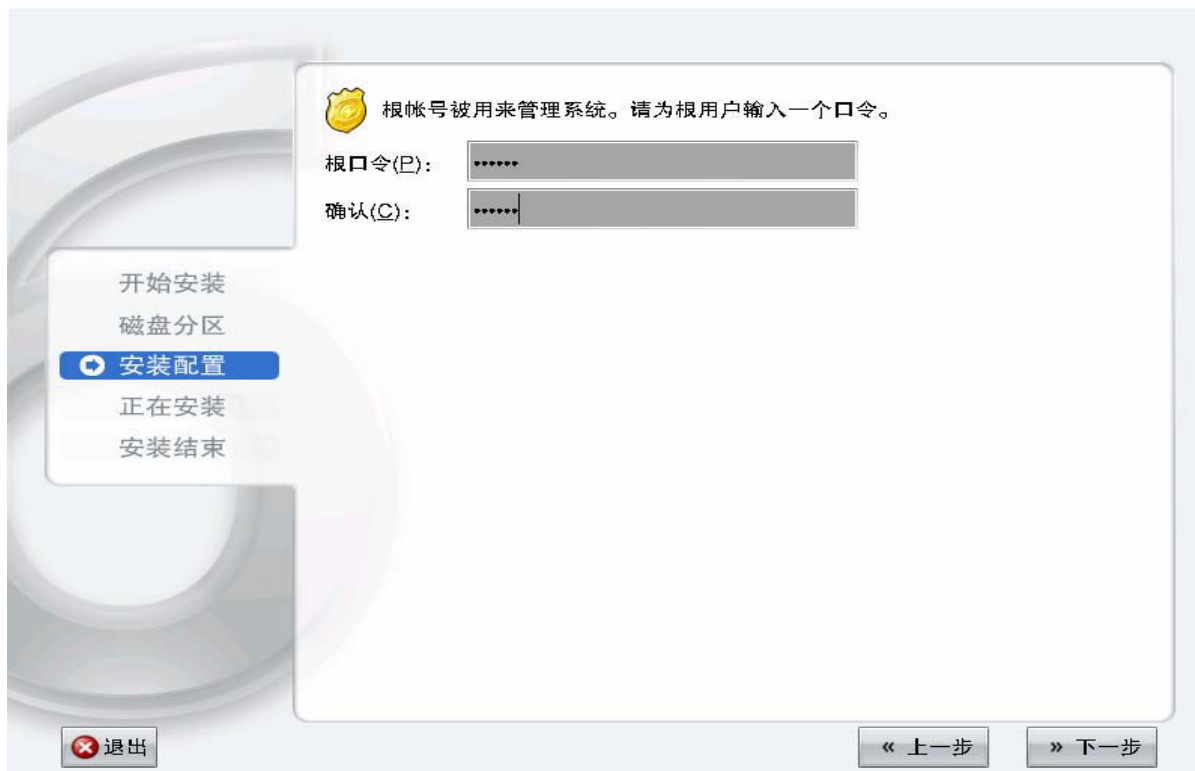 根帐号被用来管理系统。请为根用户输入一个口令。
根口令(P)： ••••••
确认(C)： ••••••
开始安装
磁盘分区
安装配置
正在安装
安装结束
退出
« 上一步
» 下一步